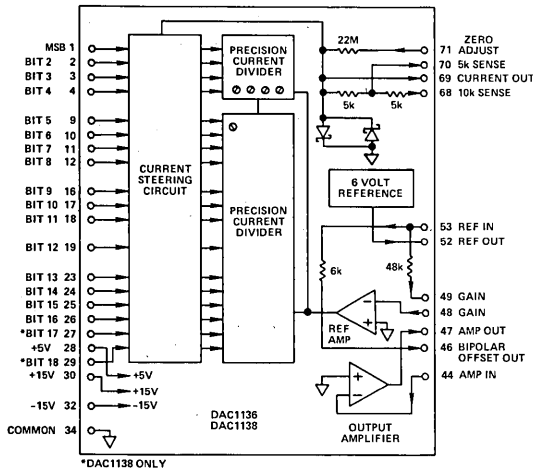 MSB 1
BIT 2 2
BIT 3 3
BIT 4 4
BIT 5 9
BIT 6 10
BIT 7 11
BIT 8 12
BIT 9 16
BIT 10 17
BIT 11 18
BIT 12 19
BIT 13 23
BIT 14 24
BIT 15 25
BIT 16 26
*BIT 17 27
+5V 28
*BIT 18 29
+15V 30
-15V 32
COMMON 34
CURRENT
STEERING
CIRCUIT
+5V
+15V
-15V
PRECISION
CURRENT
DIVIDER
PRECISION
CURRENT
DIVIDER
22M
5k
5k
6 VOLT
REFERENCE
6k
48k
REF
AMP
OUTPUT
AMPLIFIER
DAC1136
DAC1138
ZERO
71 ADJUST
70 5k SENSE
69 CURRENT OUT
68 10k SENSE
53 REF IN
52 REF OUT
49 GAIN
48 GAIN
47 AMP OUT
46 BIPOLAR
OFFSET OUT
44 AMP IN
*DAC1138 ONLY